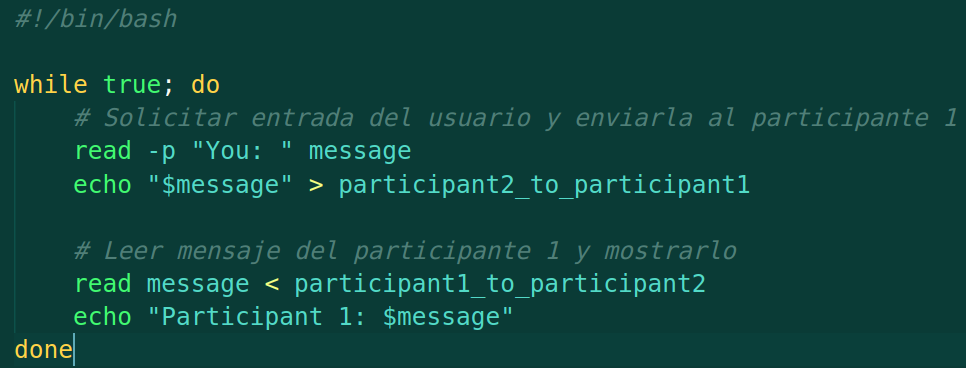 #!/bin/bash
while true; do
# Solicitar entrada del usuario y enviarla al participante 1
read -p "You: " message
echo "$message" > participant2_to_participant1
# Leer mensaje del participante 1 y mostrarlo
read message < participant1_to_participant2
echo "Participant 1: $message"
done